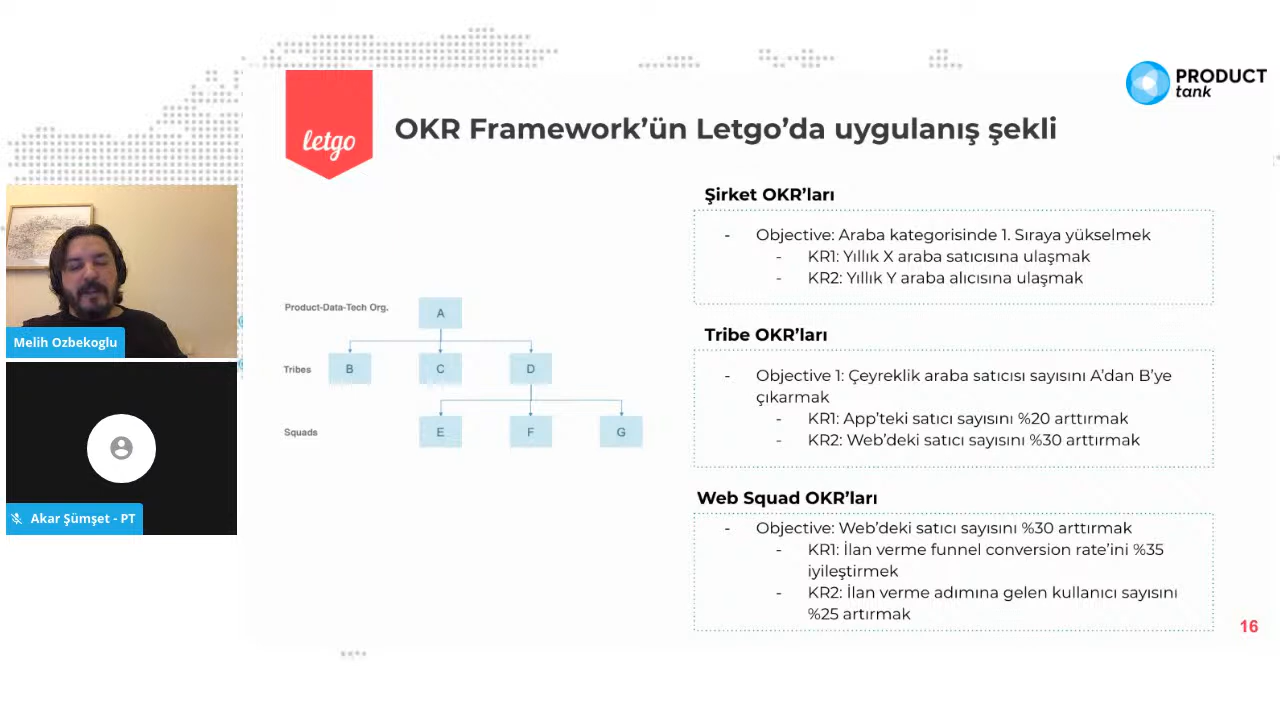 PRODUCT
tank
letgo
OKR Framework’ün Letgo’da uygulanış şekli
Şirket OKR’ları
- Objective: Araba kategorisinde 1. Sıraya yükselmek
- KR1: Yıllık X araba satıcısına ulaşmak
- KR2: Yıllık Y araba alıcısına ulaşmak
Product-Data-Tech Org.
A
Tribes
B
C
D
Squads
E
F
G
Tribe OKR’ları
- Objective 1: Çeyreklik araba satıcısı sayısını A’dan B’ye
çıkarmak
- KR1: App’teki satıcı sayısını %20 arttırmak
- KR2: Web’deki satıcı sayısını %30 arttırmak
Web Squad OKR’ları
- Objective: Web’deki satıcı sayısını %30 arttırmak
- KR1: İlan verme funnel conversion rate’ini %35
iyileştirmek
- KR2: İlan verme adımına gelen kullanıcı sayısını
%25 artırmak
16
Melih Ozbekoglu
Akar Şümşet - PT